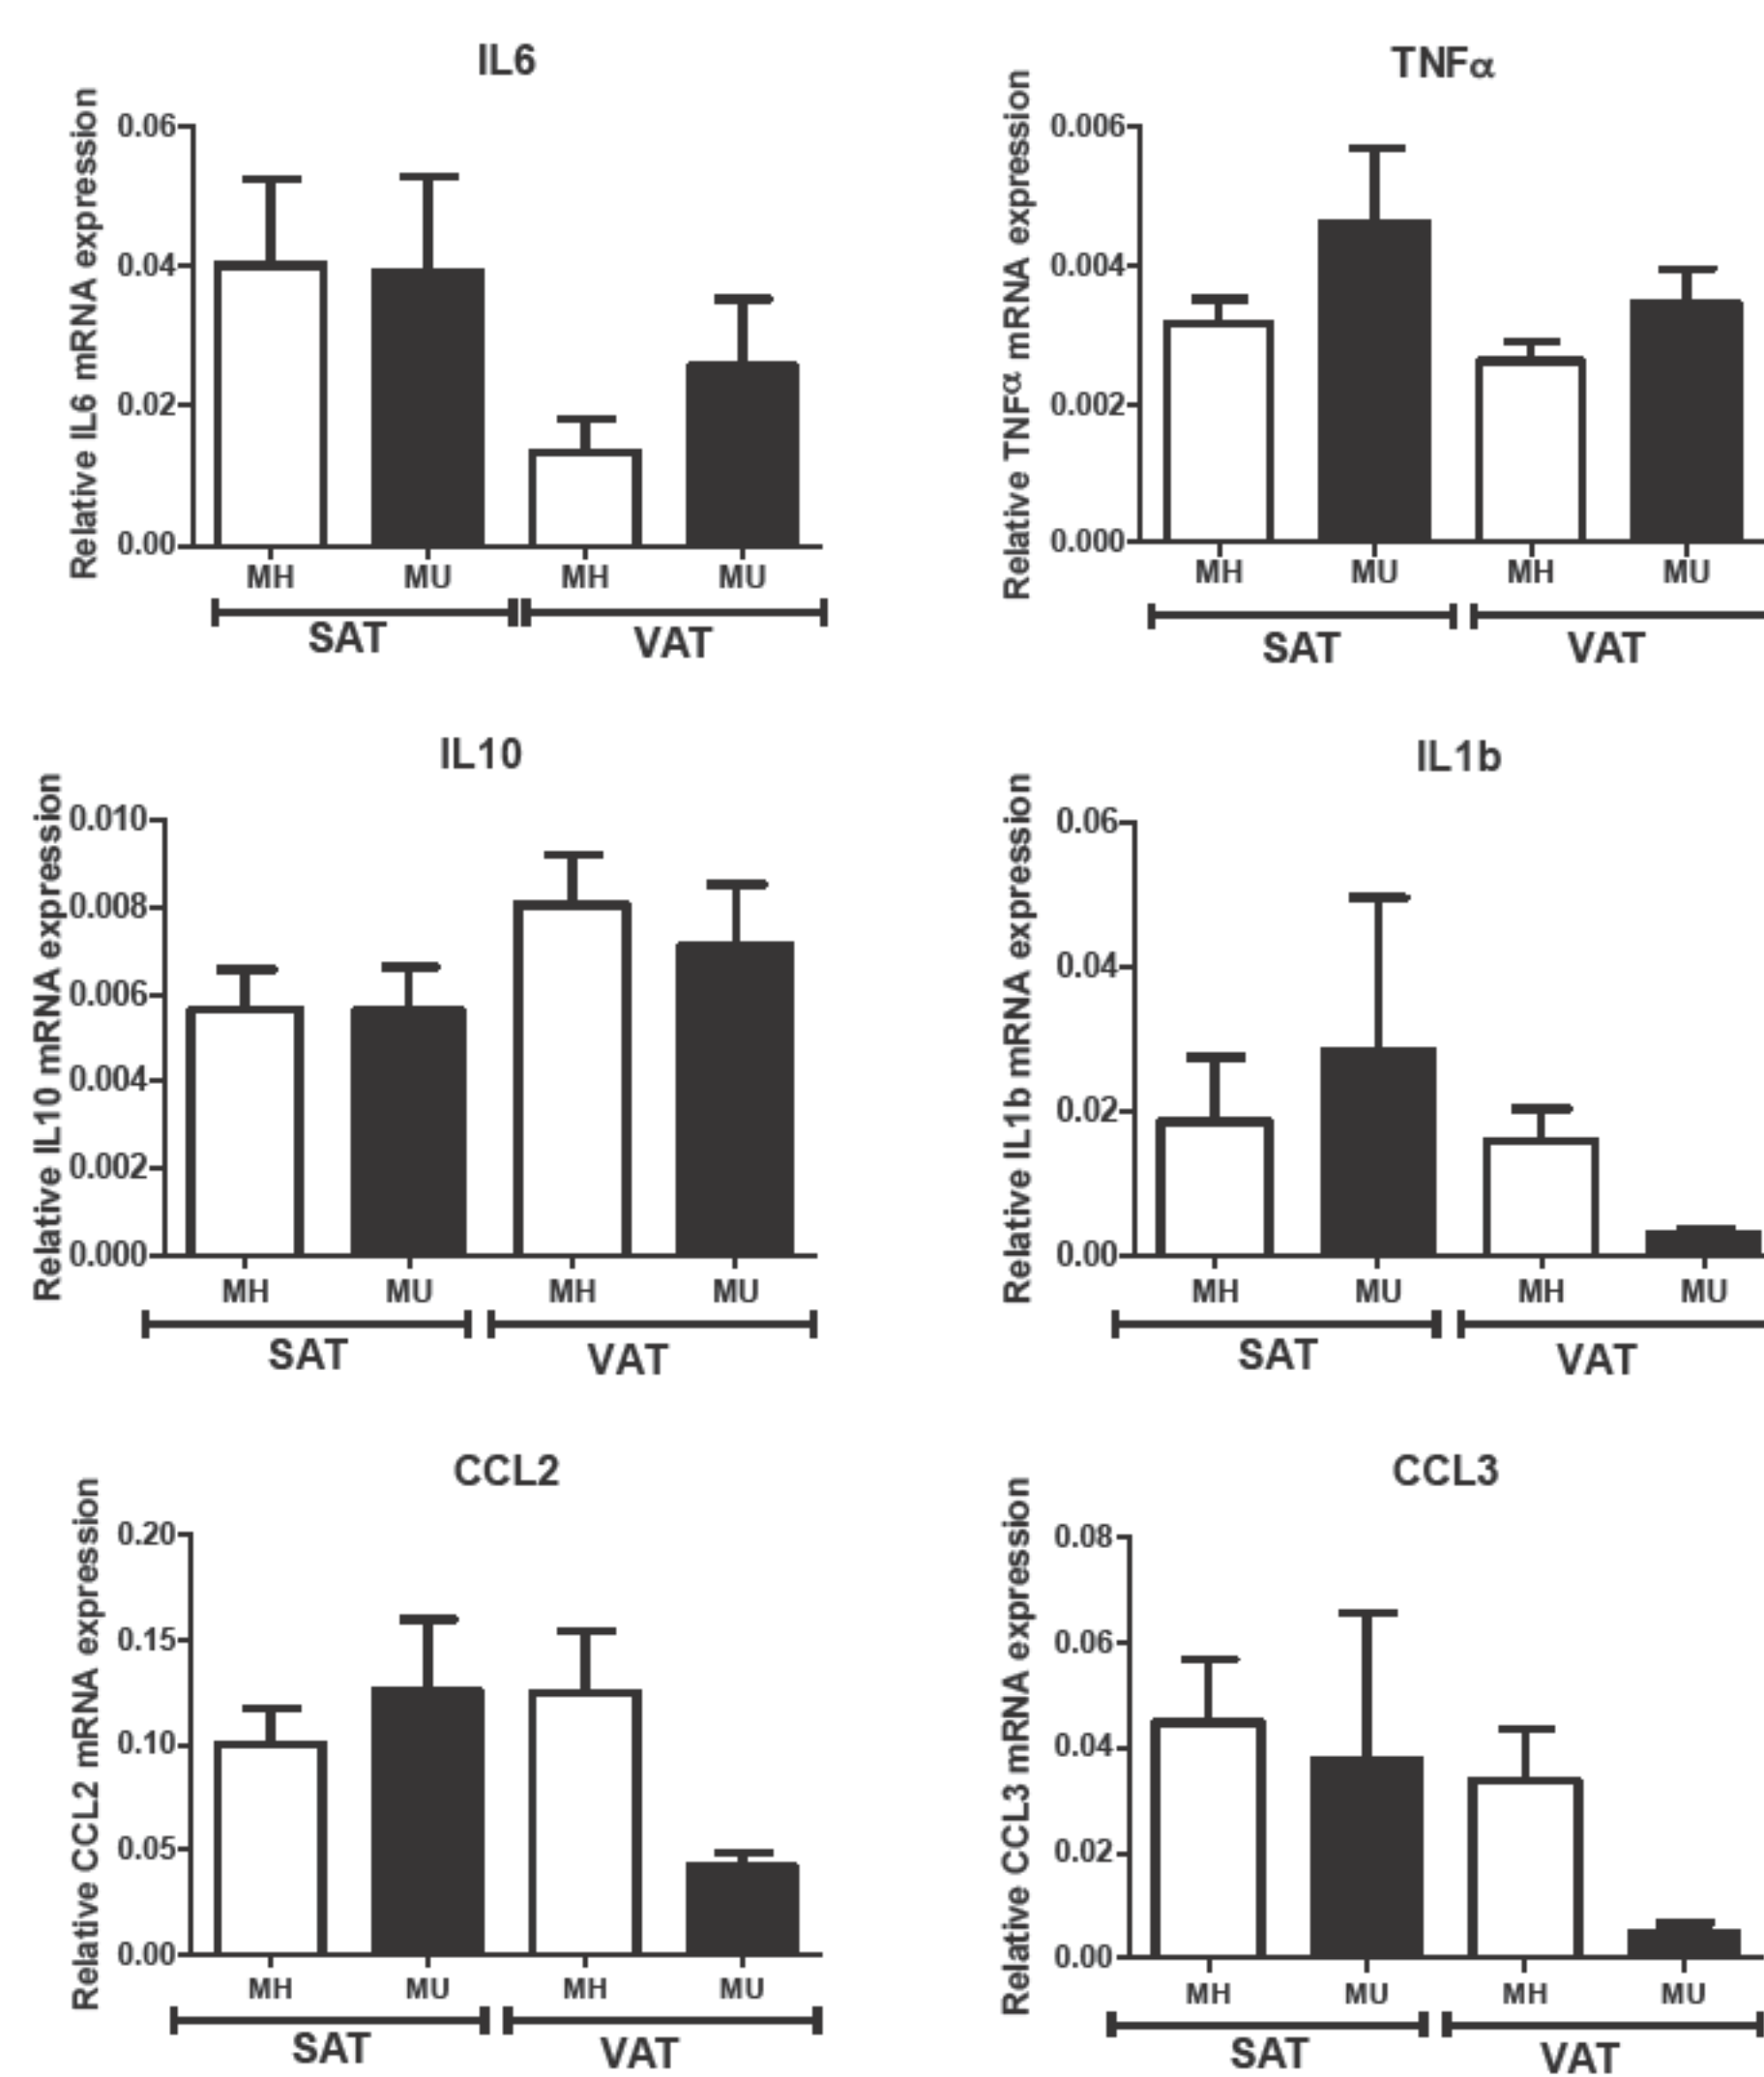 IL6
Relative IL6 mRNA expression
0.06
0.04
0.02
0.00
MH MU MH MU
SAT VAT
TNFα
Relative TNFα mRNA expression
0.006
0.004
0.002
0.000
MH MU MH MU
SAT VAT
IL10
Relative IL10 mRNA expression
0.010
0.008
0.006
0.004
0.002
0.000
MH MU MH MU
SAT VAT
IL1b
Relative IL1b mRNA expression
0.06
0.04
0.02
0.00
MH MU MH MU
SAT VAT
CCL2
Relative CCL2 mRNA expression
0.20
0.15
0.10
0.05
0.00
MH MU MH MU
SAT VAT
CCL3
Relative CCL3 mRNA expression
0.08
0.06
0.04
0.02
0.00
MH MU MH MU
SAT VAT